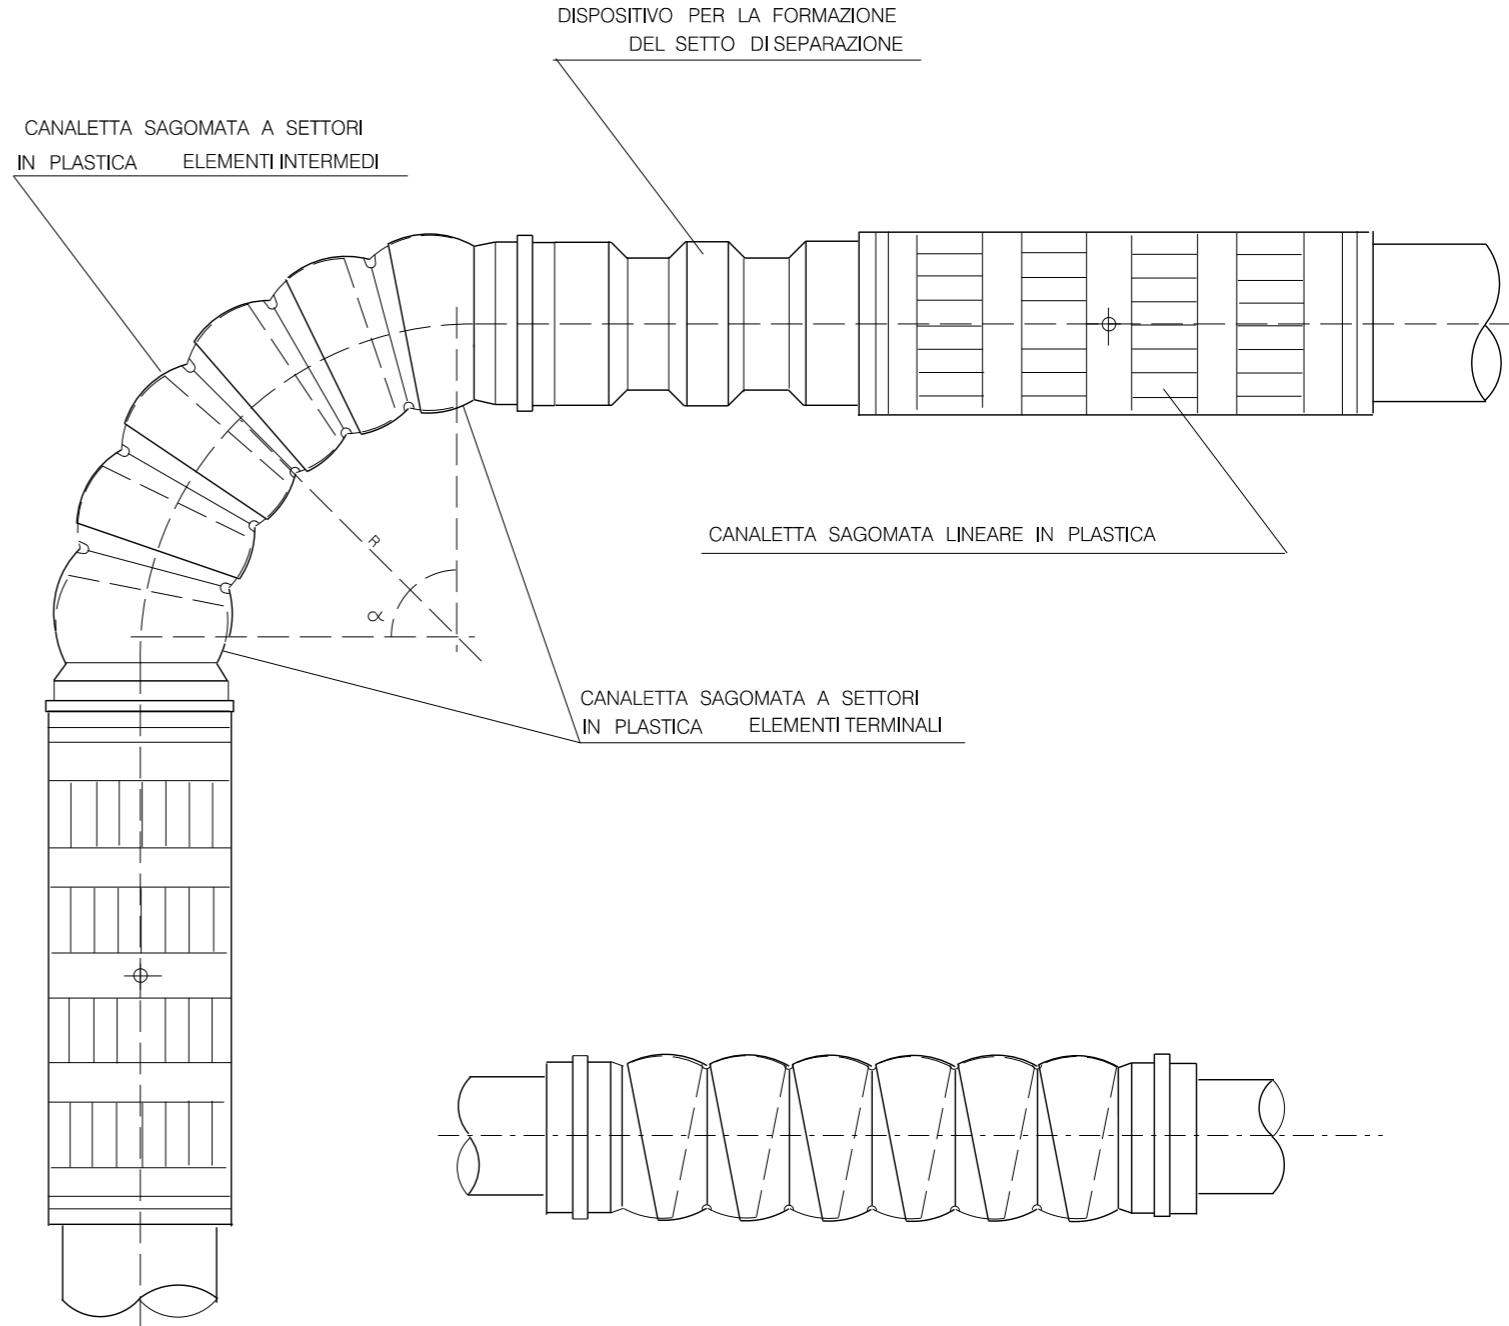 DISPOSITIVO PER LA FORMAZIONE
DEL SETTO DI SEPARAZIONE
CANALETTA SAGOMATA A SETTORI
IN PLASTICA ELEMENTI INTERMEDI
CANALETTA SAGOMATA LINEARE IN PLASTICA
R
α
CANALETTA SAGOMATA A SETTORI
IN PLASTICA ELEMENTI TERMINALI